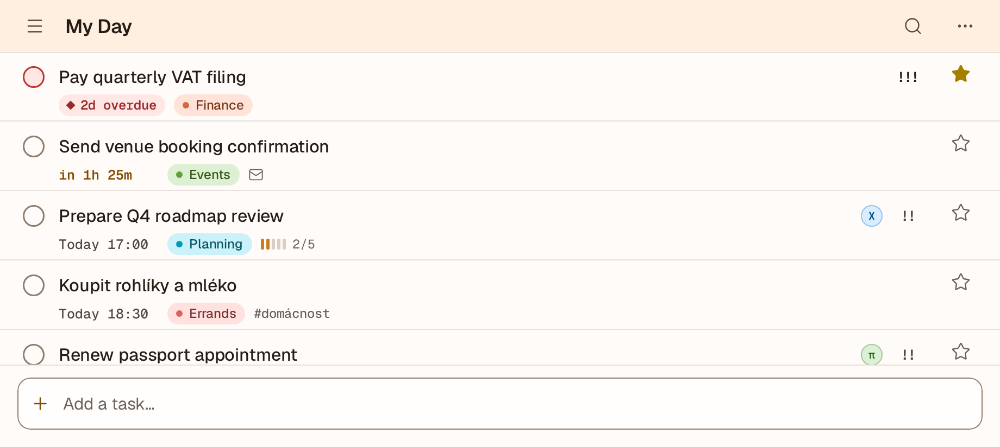 My Day
Pay quarterly VAT filing !!!
2d overdue Finance
Send venue booking confirmation
in 1h 25m Events
Prepare Q4 roadmap review X !!
Today 17:00 Planning 2/5
Koupit rohlíky a mléko
Today 18:30 Errands #domácnost
Renew passport appointment π !!
Add a task…